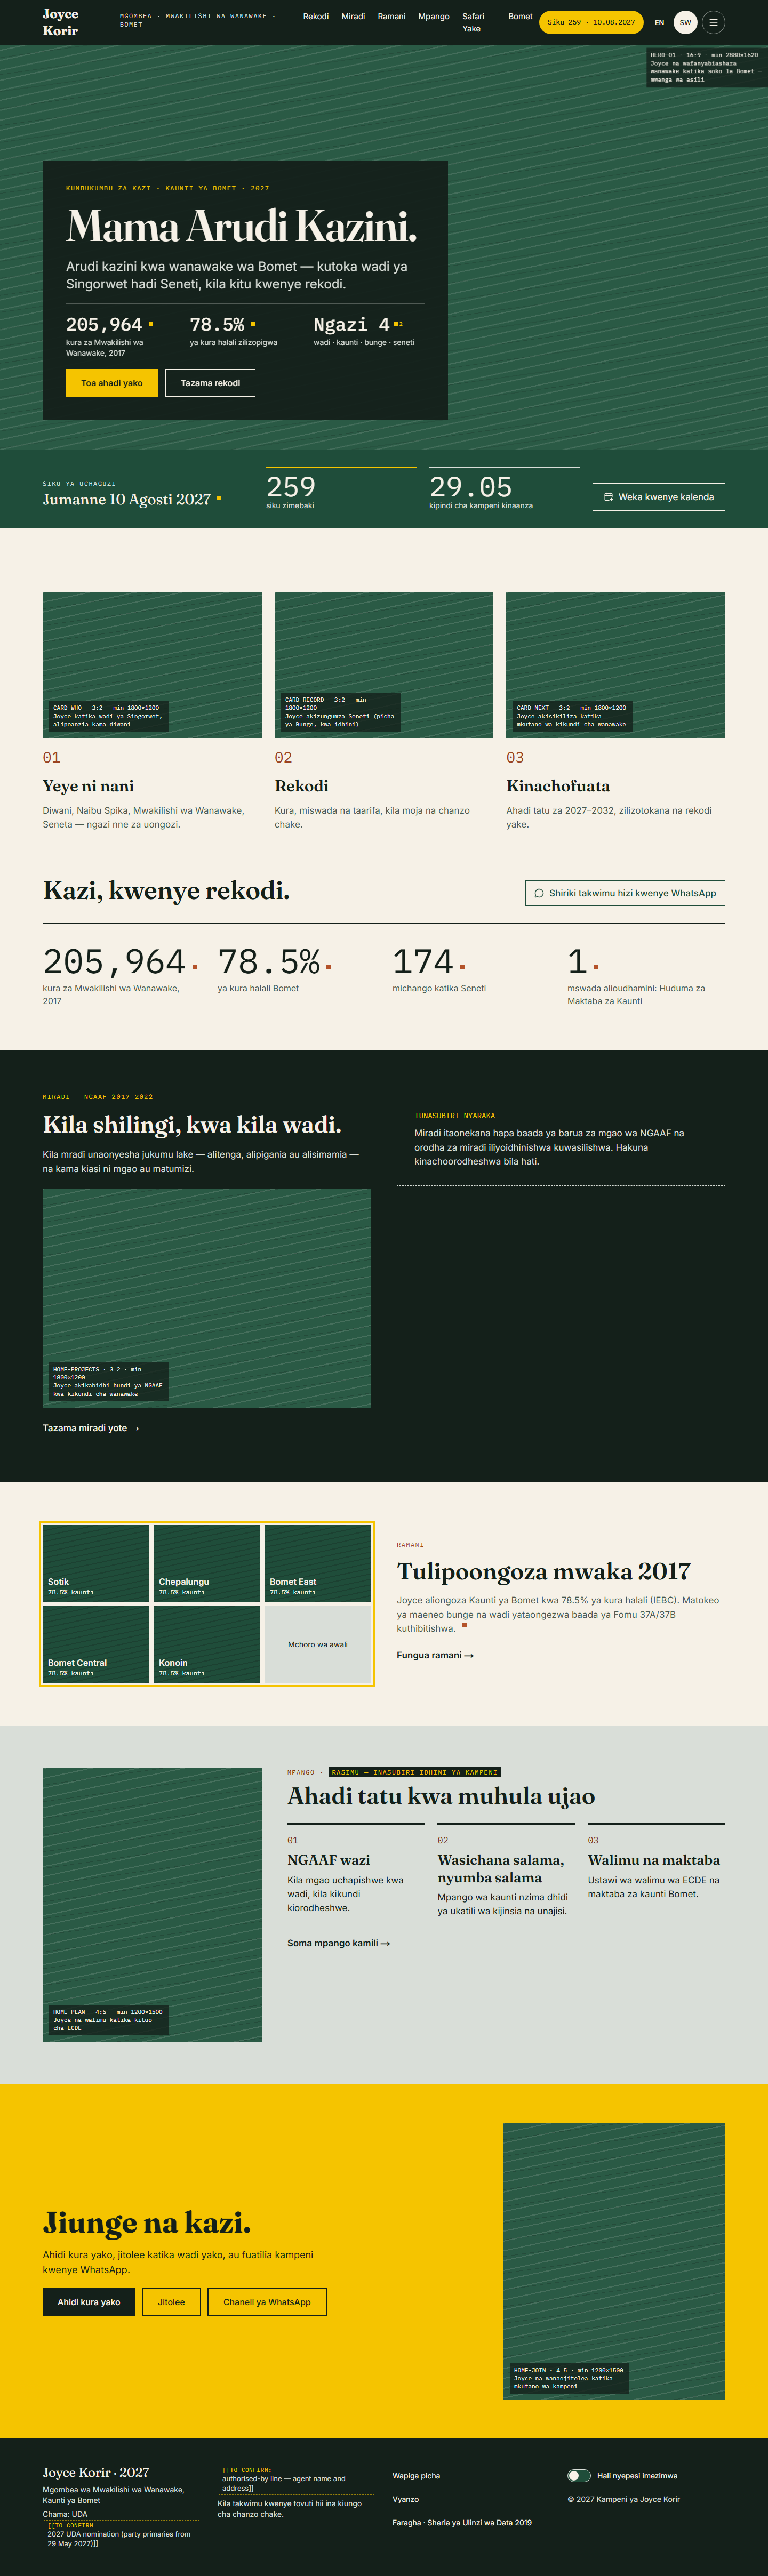 Joyce
Korir
MGOMBEA · MWAKILISHI WA WANAWAKE ·
BOMET
Rekodi
Miradi
Ramani
Mpango
Safari
Yake
Bomet
Siku 259 · 10.08.2027
EN
SW
HERO-01 · 16:9 · min 2880×1620
Joyce na wafanyabiashara
wanawake katika soko la Bomet —
mwanga wa asili
KUMBUKUMBU ZA KAZI · KAUNTI YA BOMET · 2027
Mama Arudi Kazini.
Arudi kazini kwa wanawake wa Bomet — kutoka wadi ya
Singorwet hadi Seneti, kila kitu kwenye rekodi.
205,964
kura za Mwakilishi wa
Wanawake, 2017
78.5%
ya kura halali zilizopigwa
Ngazi 4 2
wadi · kaunti · bunge · seneti
Toa ahadi yako
Tazama rekodi
SIKU YA UCHAGUZI
Jumanne 10 Agosti 2027
259
siku zimebaki
29.05
kipindi cha kampeni kinaanza
Weka kwenye kalenda
CARD-WHO · 3:2 · min 1800×1200
Joyce katika wadi ya Singorwet,
alipoanzia kama diwani
CARD-RECORD · 3:2 · min
1800×1200
Joyce akizungumza Seneti (picha
ya Bunge, kwa idhini)
CARD-NEXT · 3:2 · min 1800×1200
Joyce akisikiliza katika
mkutano wa kikundi cha wanawake
01
Yeye ni nani
Diwani, Naibu Spika, Mwakilishi wa Wanawake,
Seneta — ngazi nne za uongozi.
02
Rekodi
Kura, miswada na taarifa, kila moja na chanzo
chake.
03
Kinachofuata
Ahadi tatu za 2027–2032, zilizotokana na rekodi
yake.
Kazi, kwenye rekodi.
Shiriki takwimu hizi kwenye WhatsApp
205,964
kura za Mwakilishi wa Wanawake,
2017
78.5%
ya kura halali Bomet
174
michango katika Seneti
1
mswada alioudhamini: Huduma za
Maktaba za Kaunti
MIRADI · NGAAF 2017–2022
Kila shilingi, kwa kila wadi.
Kila mradi unaonyesha jukumu lake — alitenga, alipigania au alisimamia —
na kama kiasi ni mgao au matumizi.
HOME-PROJECTS · 3:2 · min
1800×1200
Joyce akikabidhi hundi ya NGAAF
kwa kikundi cha wanawake
Tazama miradi yote →
TUNASUBIRI NYARAKA
Miradi itaonekana hapa baada ya barua za mgao wa NGAAF na
orodha za miradi iliyoidhinishwa kuwasilishwa. Hakuna
kinachoorodheshwa bila hati.
Sotik
78.5% kaunti
Chepalungu
78.5% kaunti
Bomet East
78.5% kaunti
Bomet Central
78.5% kaunti
Konoin
78.5% kaunti
Mchoro wa awali
RAMANI
Tulipoongoza mwaka 2017
Joyce aliongoza Kaunti ya Bomet kwa 78.5% ya kura halali (IEBC). Matokeo
ya maeneo bunge na wadi yataongezwa baada ya Fomu 37A/37B
kuthibitishwa.
Fungua ramani →
HOME-PLAN · 4:5 · min 1200×1500
Joyce na walimu katika kituo
cha ECDE
MPANGO · RASIMU — INASUBIRI IDHINI YA KAMPENI
Ahadi tatu kwa muhula ujao
01
NGAAF wazi
Kila mgao uchapishwe kwa
wadi, kila kikundi
kiorodheshwe.
02
Wasichana salama,
nyumba salama
Mpango wa kaunti nzima dhidi
ya ukatili wa kijinsia na unajisi.
03
Walimu na maktaba
Ustawi wa walimu wa ECDE na
maktaba za kaunti Bomet.
Soma mpango kamili →
Jiunge na kazi.
Ahidi kura yako, jitolee katika wadi yako, au fuatilia kampeni
kwenye WhatsApp.
Ahidi kura yako
Jitolee
Chaneli ya WhatsApp
HOME-JOIN · 4:5 · min 1200×1500
Joyce na wanaojitolea katika
mkutano wa kampeni
Joyce Korir · 2027
Mgombea wa Mwakilishi wa Wanawake,
Kaunti ya Bomet
Chama: UDA
[[TO CONFIRM:
2027 UDA nomination (party primaries from
29 May 2027)]]
[[TO CONFIRM:
authorised-by line — agent name and
address]]
Kila takwimu kwenye tovuti hii ina kiungo
cha chanzo chake.
Wapiga picha
Vyanzo
Faragha · Sheria ya Ulinzi wa Data 2019
Hali nyepesi imezimwa
© 2027 Kampeni ya Joyce Korir